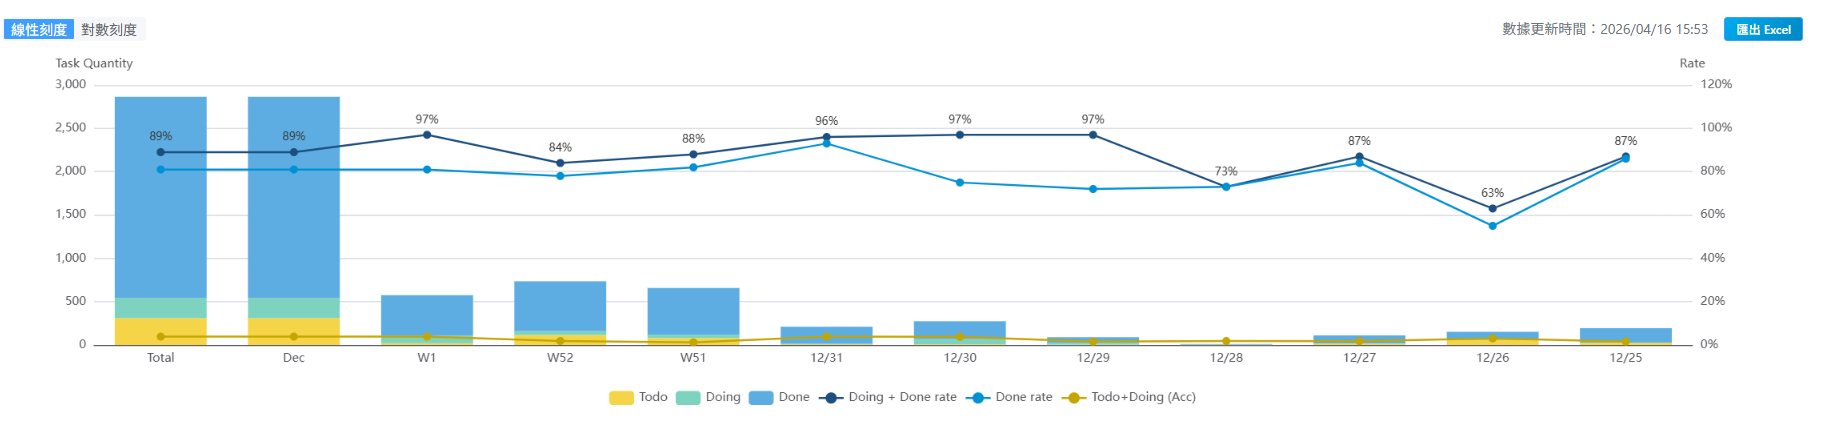 線性刻度 對數刻度 數據更新時間：2026/04/16 15:53 匯出 Excel
Task Quantity Rate
3,000 120%
89% 89% 97% 84% 88% 96% 97% 97% 73% 87% 63% 87%
2,500 100%
2,000 80%
1,500 60%
1,000 40%
500 20%
0 0%
Total Dec W1 W52 W51 12/31 12/30 12/29 12/28 12/27 12/26 12/25
Todo Doing Done Doing + Done rate Done rate Todo+Doing (Acc)